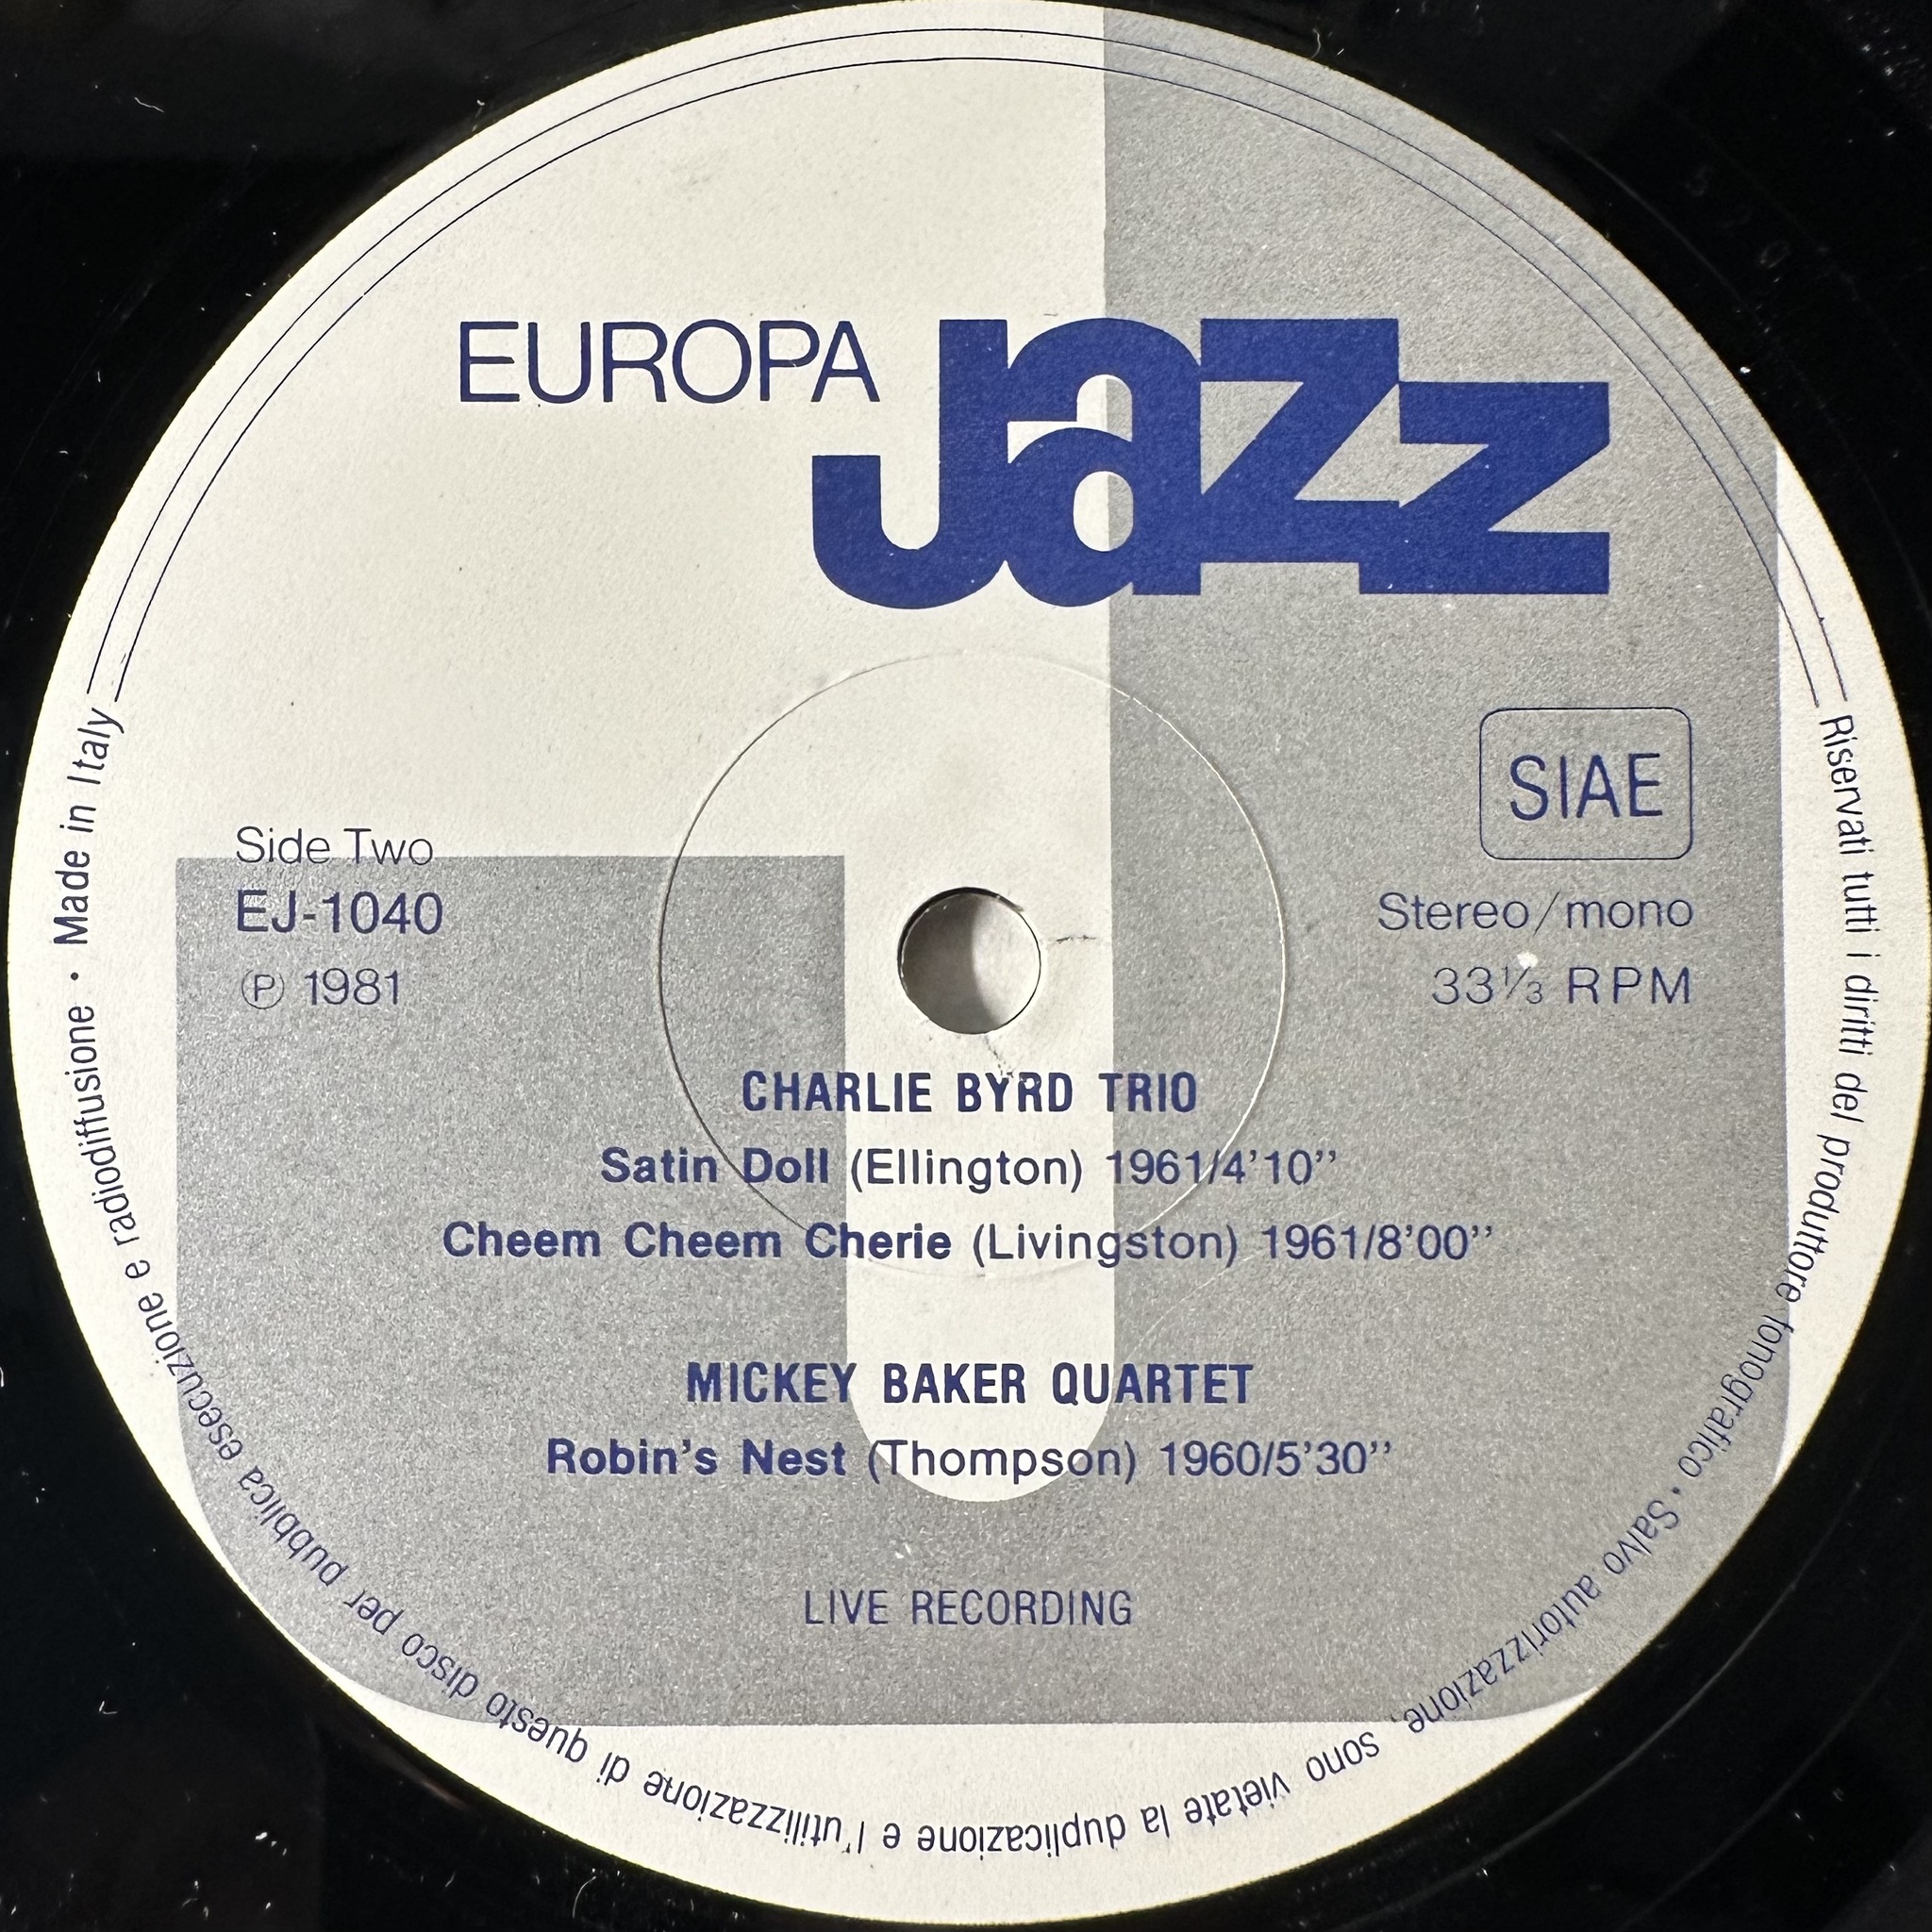 EUROPA Jazz
SIAE
Side Two
EJ-1040
Ⓟ 1981
Stereo/mono
33⅓ RPM
CHARLIE BYRD TRIO
Satin Doll (Ellington) 1961/4'10''
Cheem Cheem Cherie (Livingston) 1961/8'00''
MICKEY BAKER QUARTET
Robin's Nest (Thompson) 1960/5'30''
LIVE RECORDING
Riservati tutti i diritti del produttore fonografico • Salvo autorizzazione, sono vietate la duplicazione e l'utilizzazione di questo disco per pubblica esecuzione e radiodiffusione • Made in Italy